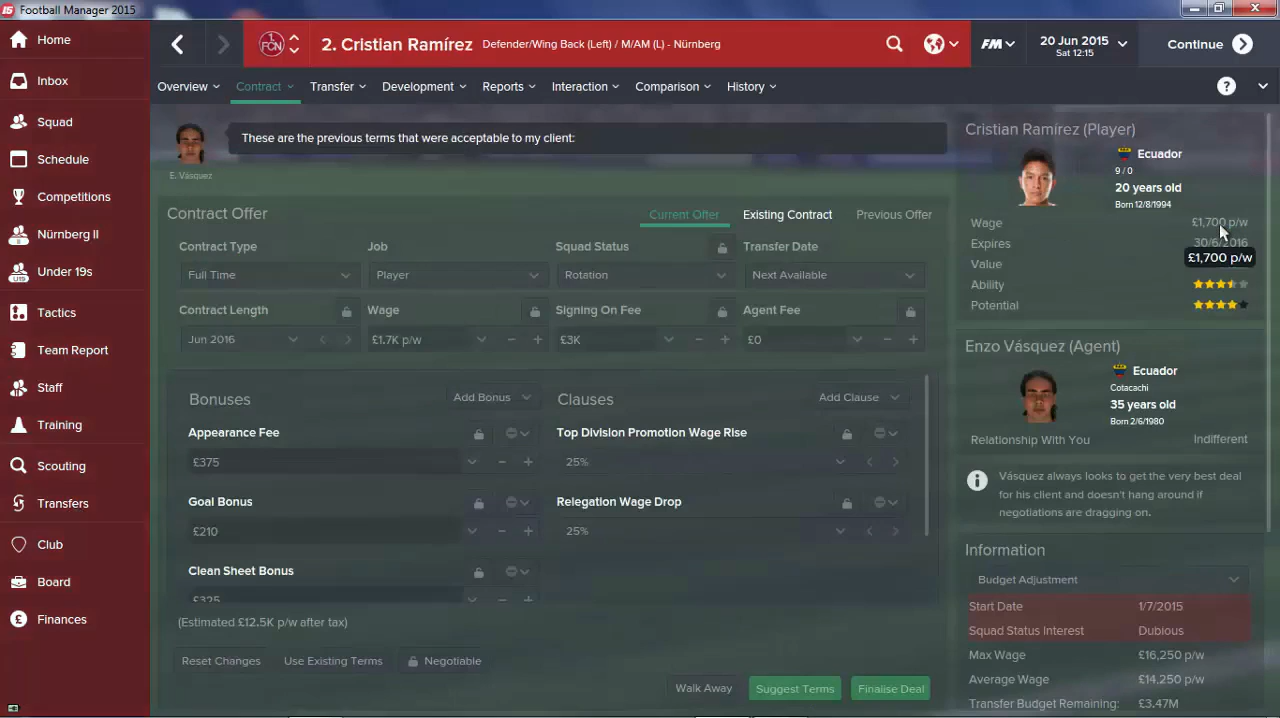 Football Manager 2015
Home
Inbox
Squad
Schedule
Competitions
Nürnberg II
Under 19s
Tactics
Team Report
Staff
Training
Scouting
Transfers
Club
Board
Finances
2. Cristian Ramírez Defender/Wing Back (Left) / M/AM (L) - Nürnberg
FM
20 Jun 2015
Sat 12:15
Continue
Overview Contract Transfer Development Reports Interaction Comparison History
E. Vásquez
These are the previous terms that were acceptable to my client:
Contract Offer
Current Offer Existing Contract Previous Offer
Contract Type Job Squad Status Transfer Date
Full Time Player Rotation Next Available
Contract Length Wage Signing On Fee Agent Fee
Jun 2016 £1.7K p/w £3K £0
Bonuses Add Bonus
Appearance Fee
£375
Goal Bonus
£210
Clean Sheet Bonus
£325
Clauses Add Clause
Top Division Promotion Wage Rise
25%
Relegation Wage Drop
25%
(Estimated £12.5K p/w after tax)
Reset Changes Use Existing Terms Negotiable
Walk Away Suggest Terms Finalise Deal
Cristian Ramírez (Player)
Ecuador
9 / 0
20 years old
Born 12/8/1994
Wage £1,700 p/w
Expires 30/6/2016
£1,700 p/w
Value
Ability
Potential
Enzo Vásquez (Agent)
Ecuador
Cotacachi
35 years old
Born 2/6/1980
Relationship With You Indifferent
Vásquez always looks to get the very best deal
for his client and doesn't hang around if
negotiations are dragging on.
Information
Budget Adjustment
Start Date 1/7/2015
Squad Status Interest Dubious
Max Wage £16,250 p/w
Average Wage £14,250 p/w
Transfer Budget Remaining: £3.47M